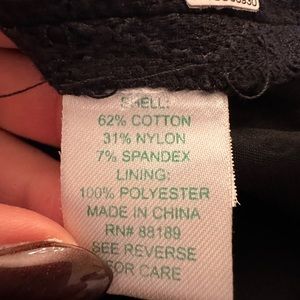 SHELL:
62% COTTON
31% NYLON
7% SPANDEX
LINING:
100% POLYESTER
MADE IN CHINA
RN# 88189
SEE REVERSE
FOR CARE